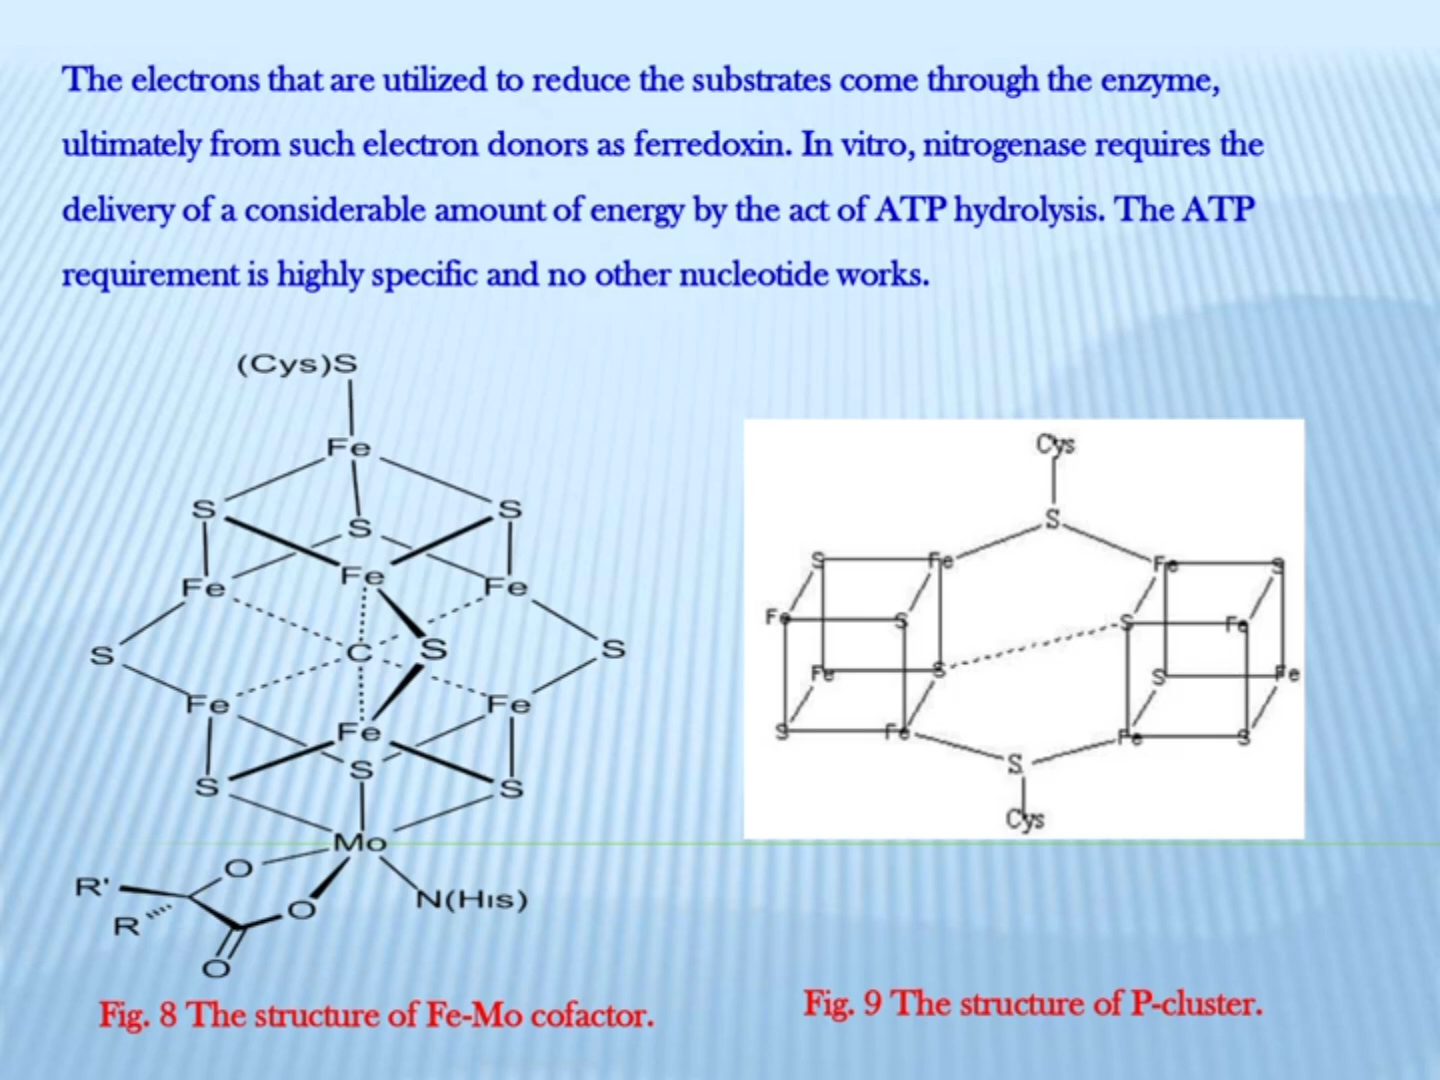 The electrons that are utilized to reduce the substrates come through the enzyme,
ultimately from such electron donors as ferredoxin. In vitro, nitrogenase requires the
delivery of a considerable amount of energy by the act of ATP hydrolysis. The ATP
requirement is highly specific and no other nucleotide works.
(Cys)S
Fe
S S
S
Fe Fe Fe
S C S S
Fe Fe Fe
S
S S
Mo
O
R'
O N(His)
R
O
Cys
S
S Fe Fe S
Fe S S Fe
Fe S S Fe
S Fe Fe S
S
Cys
Fig. 8 The structure of Fe-Mo cofactor.
Fig. 9 The structure of P-cluster.